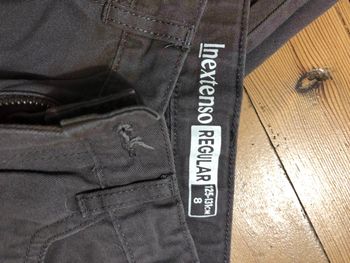 Inextenso
REGULAR
125-131CM
8